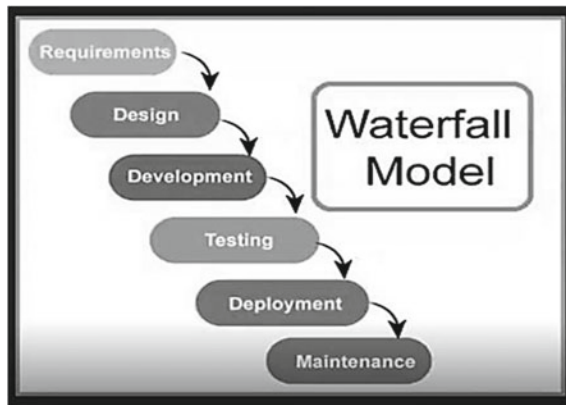 Requirements
Design
Development
Testing
Deployment
Maintenance
Waterfall
Model